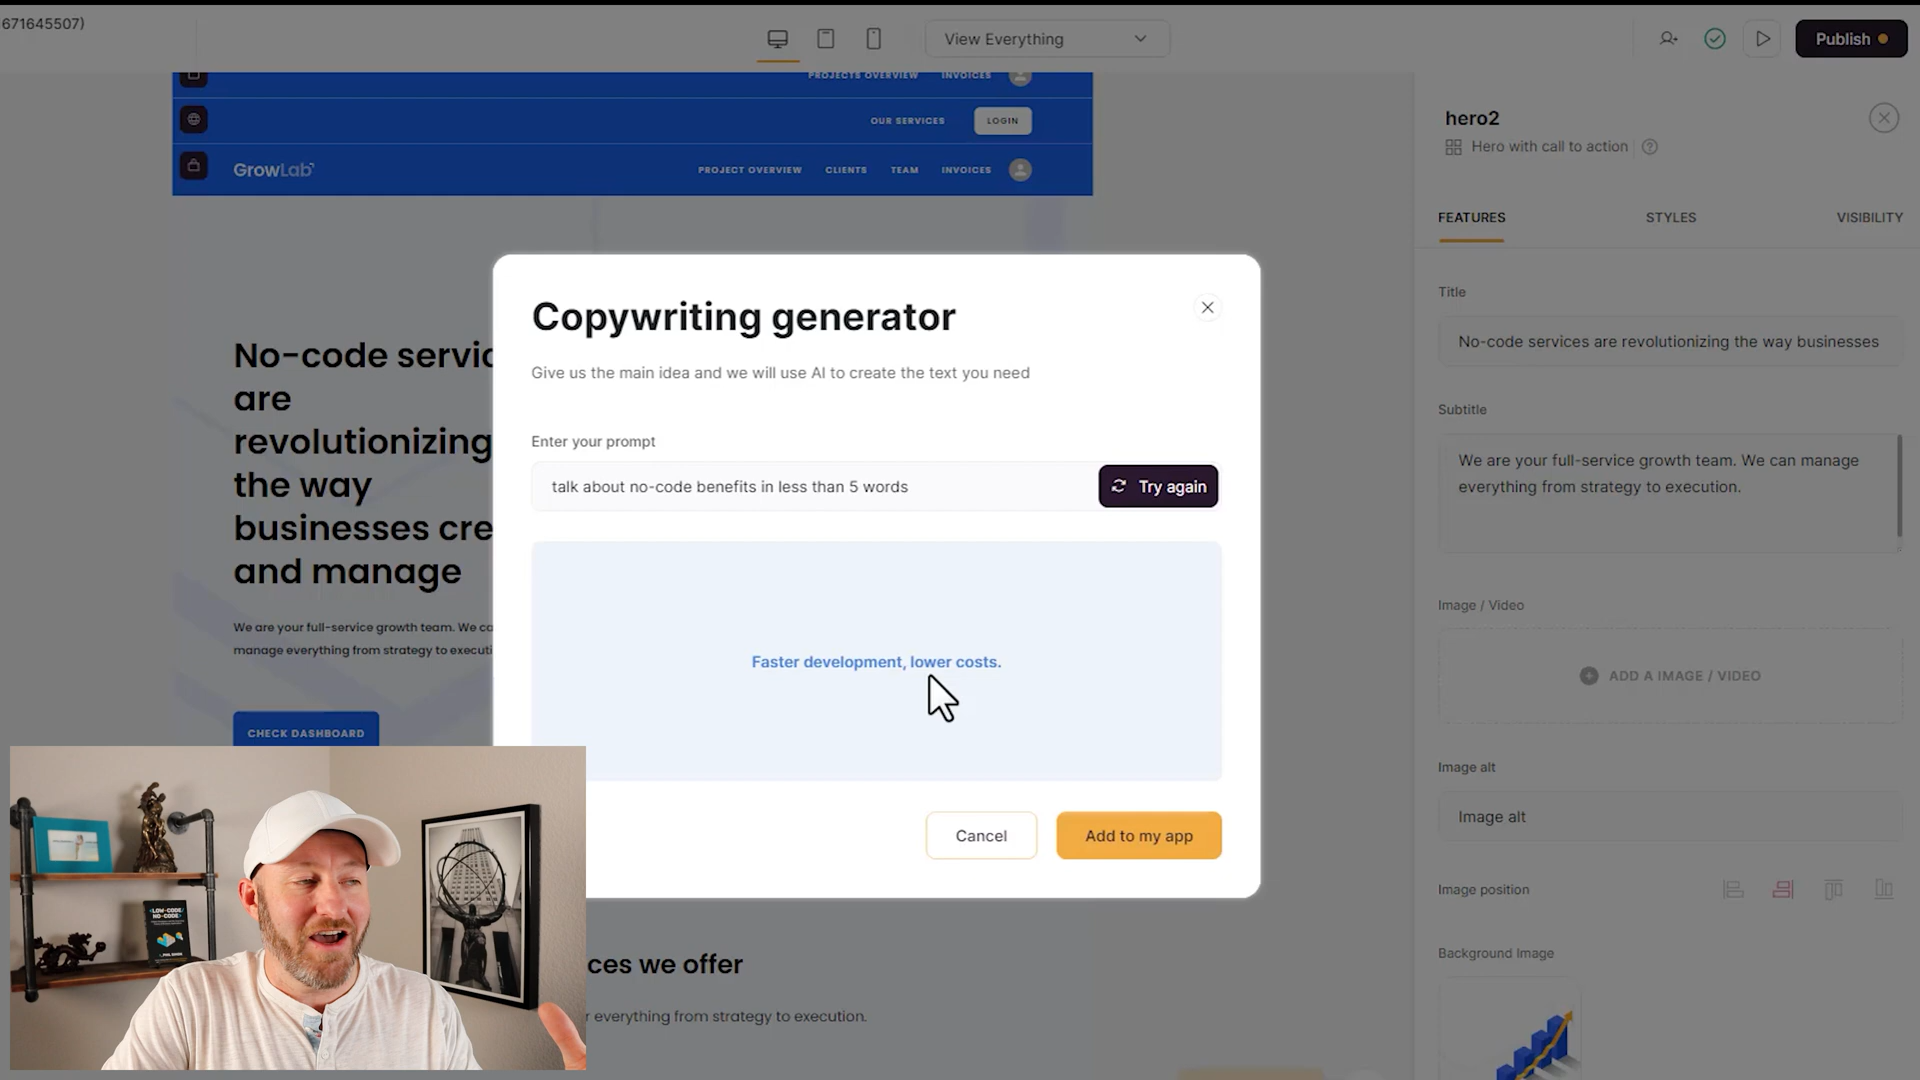 671645507)
View Everything
Publish
PROJECTS OVERVIEW INVOICES
OUR SERVICES LOGIN
GrowLab
PROJECT OVERVIEW CLIENTS TEAM INVOICES
No-code servic
are
revolutionizing
the way
businesses cre
and manage
We are your full-service growth team. We ca
manage everything from strategy to executi
CHECK DASHBOARD
Copywriting generator
Give us the main idea and we will use AI to create the text you need
Enter your prompt
talk about no-code benefits in less than 5 words
Try again
Faster development, lower costs.
Cancel
Add to my app
ces we offer
r everything from strategy to execution.
LOW-CODE
NO-CODE
hero2
Hero with call to action
FEATURES STYLES VISIBILITY
Title
No-code services are revolutionizing the way businesses
Subtitle
We are your full-service growth team. We can manage
everything from strategy to execution.
Image / Video
ADD A IMAGE / VIDEO
Image alt
Image alt
Image position
Background Image